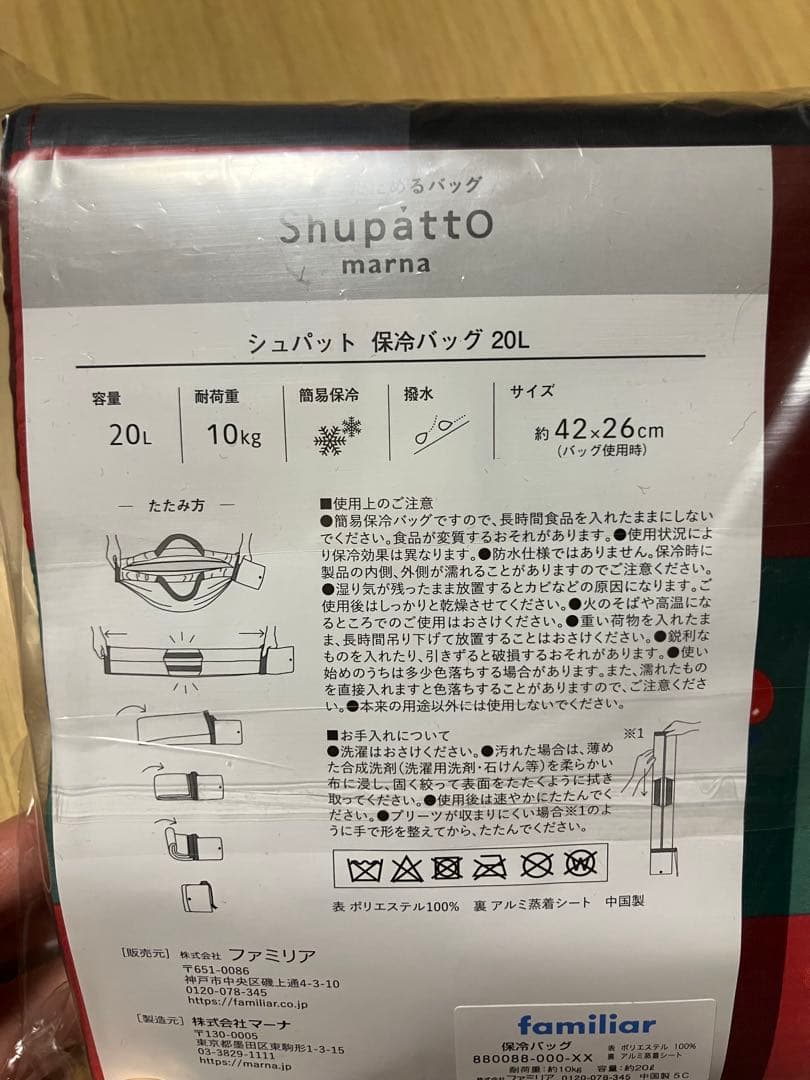 めるバッグ
Shupatto
marna
シュパット 保冷バッグ 20L
容量
20L
耐荷重
10kg
簡易保冷
撥水
サイズ
約 42×26cm
(バッグ使用時)
― たたみ方 ―
■使用上のご注意
●簡易保冷バッグですので、長時間食品を入れたままにしない
でください。食品が変質するおそれがあります。●使用状況によ
り保冷効果は異なります。●防水仕様ではありません。保冷時に
製品の内側、外側が濡れることがありますのでご注意ください。
●湿り気が残ったまま放置するとカビなどの原因になります。ご
使用後はしっかりと乾燥させてください。●火のそばや高温にな
るところでのご使用はおさけください。●重い荷物を入れたま
ま、長時間吊り下げて放置することはおさけください。●鋭利な
ものを入れたり、引きずると破損するおそれがあります。●使い
始めのうちは多少色落ちする場合があります。また、濡れたもの
を直接入れますと色落ちすることがありますので、ご注意くださ
い。●本来の用途以外には使用しないでください。
■お手入れについて
●洗濯はおさけください。●汚れた場合は、薄め
た合成洗剤(洗濯用洗剤・石けん等)を柔らかい
布に浸し、固く絞って表面をたたくように拭き
取ってください。●使用後は速やかにたたんでく
ださい。●プリーツが収まりにくい場合※1のよ
うに手で形を整えてから、たたんでください。
※1
表 ポリエステル100% 裏 アルミ蒸着シート 中国製
[販売元] 株式会社 ファミリア
〒651-0086
神戸市中央区磯上通4-3-10
0120-078-345
https://familiar.co.jp
[製造元] 株式会社マーナ
〒130-0005
東京都墨田区東駒形1-3-15
03-3829-1111
https://marna.jp
familiar
保冷バッグ 表 ポリエステル 100%
880088-000-XX 裏 アルミ蒸着シート
耐荷重:約10kg 容量:約20ℓ
株式会社ファミリア 0120-078-345 中国製 5C